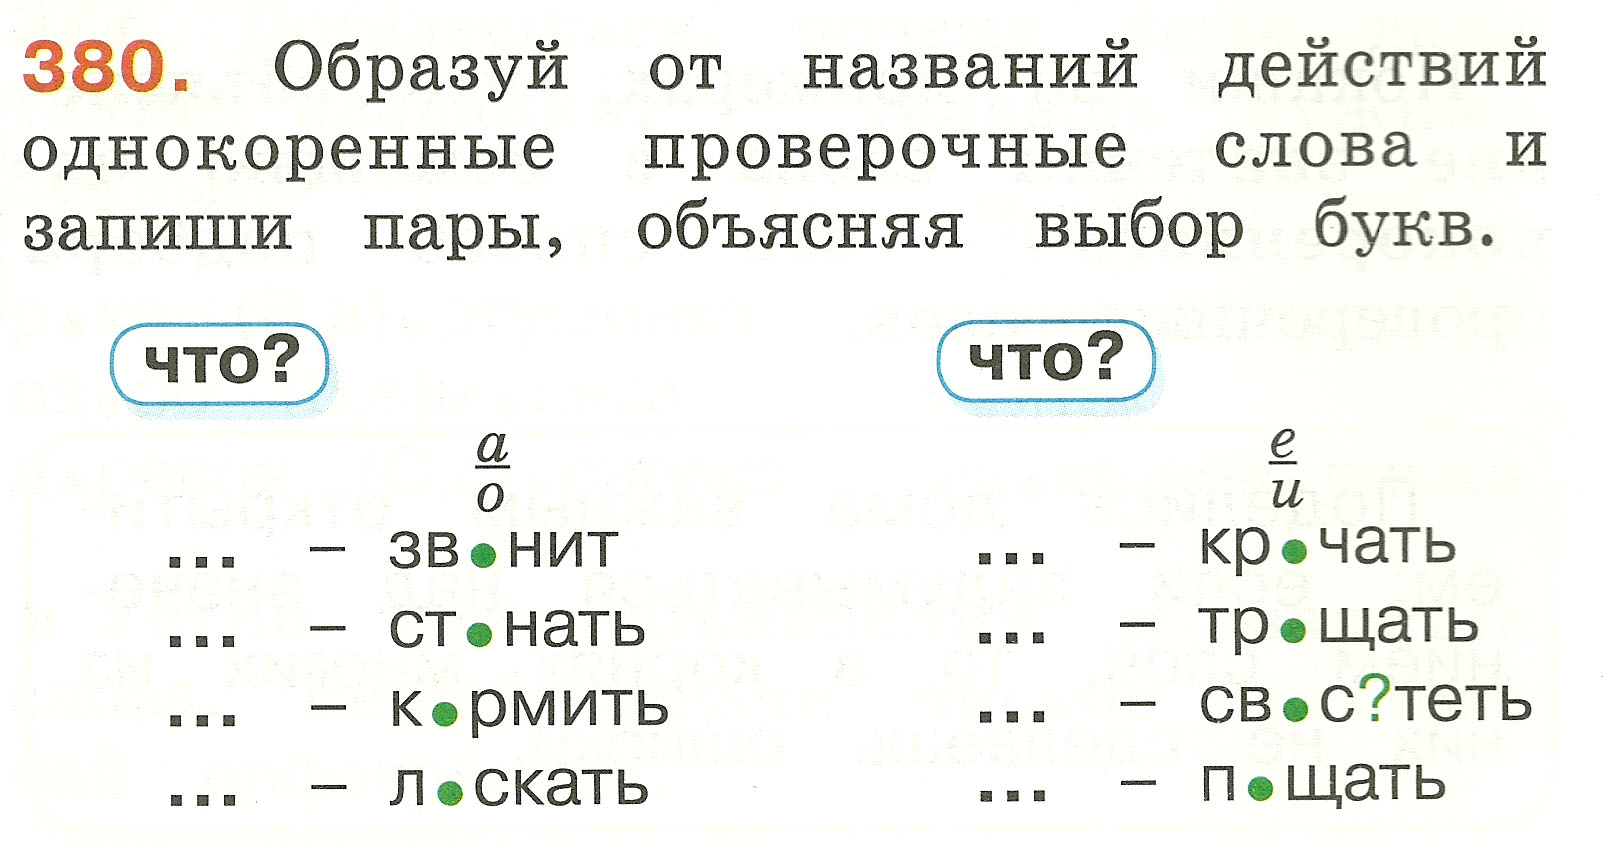 380. Образуй от названий действий
однокоренные проверочные слова и
запиши пары, объясняя выбор букв.
что? что?
а е
о и
... – зв●нит ... – кр●чать
... – ст●нать ... – тр●щать
... – к●рмить ... – св●с?теть
... – л●скать ... – п●щать